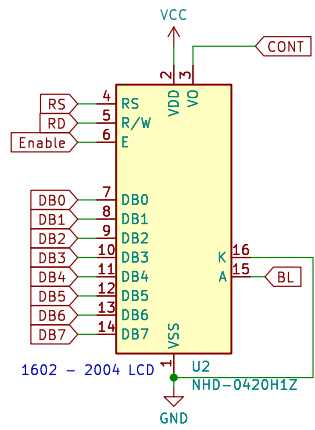 VCC
2
3
CONT
VDD
VO
RS
4
RS
RD
5
R/W
Enable
6
E
DB0
7
DB0
DB1
8
DB1
DB2
9
DB2
DB3
10
DB3
K
16
DB4
11
DB4
A
15
BL
DB5
12
DB5
DB6
13
DB6
DB7
14
DB7
VSS
1
1602 - 2004 LCD
U2
NHD-0420H1Z
GND